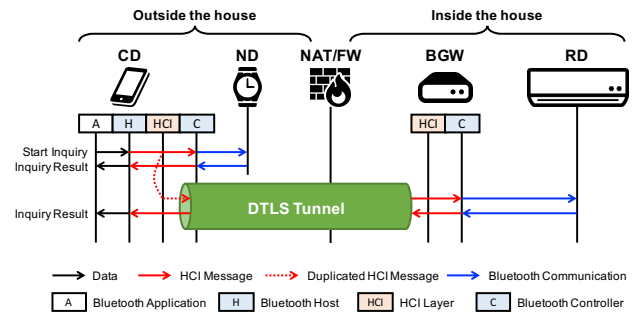 Outside the house
Inside the house
CD
ND
NAT/FW
BGW
RD
A
H
HCI
C
HCI
C
Start Inquiry
Inquiry Result
Inquiry Result
DTLS Tunnel
Data
HCI Message
Duplicated HCI Message
Bluetooth Communication
A
Bluetooth Application
H
Bluetooth Host
HCI
HCI Layer
C
Bluetooth Controller